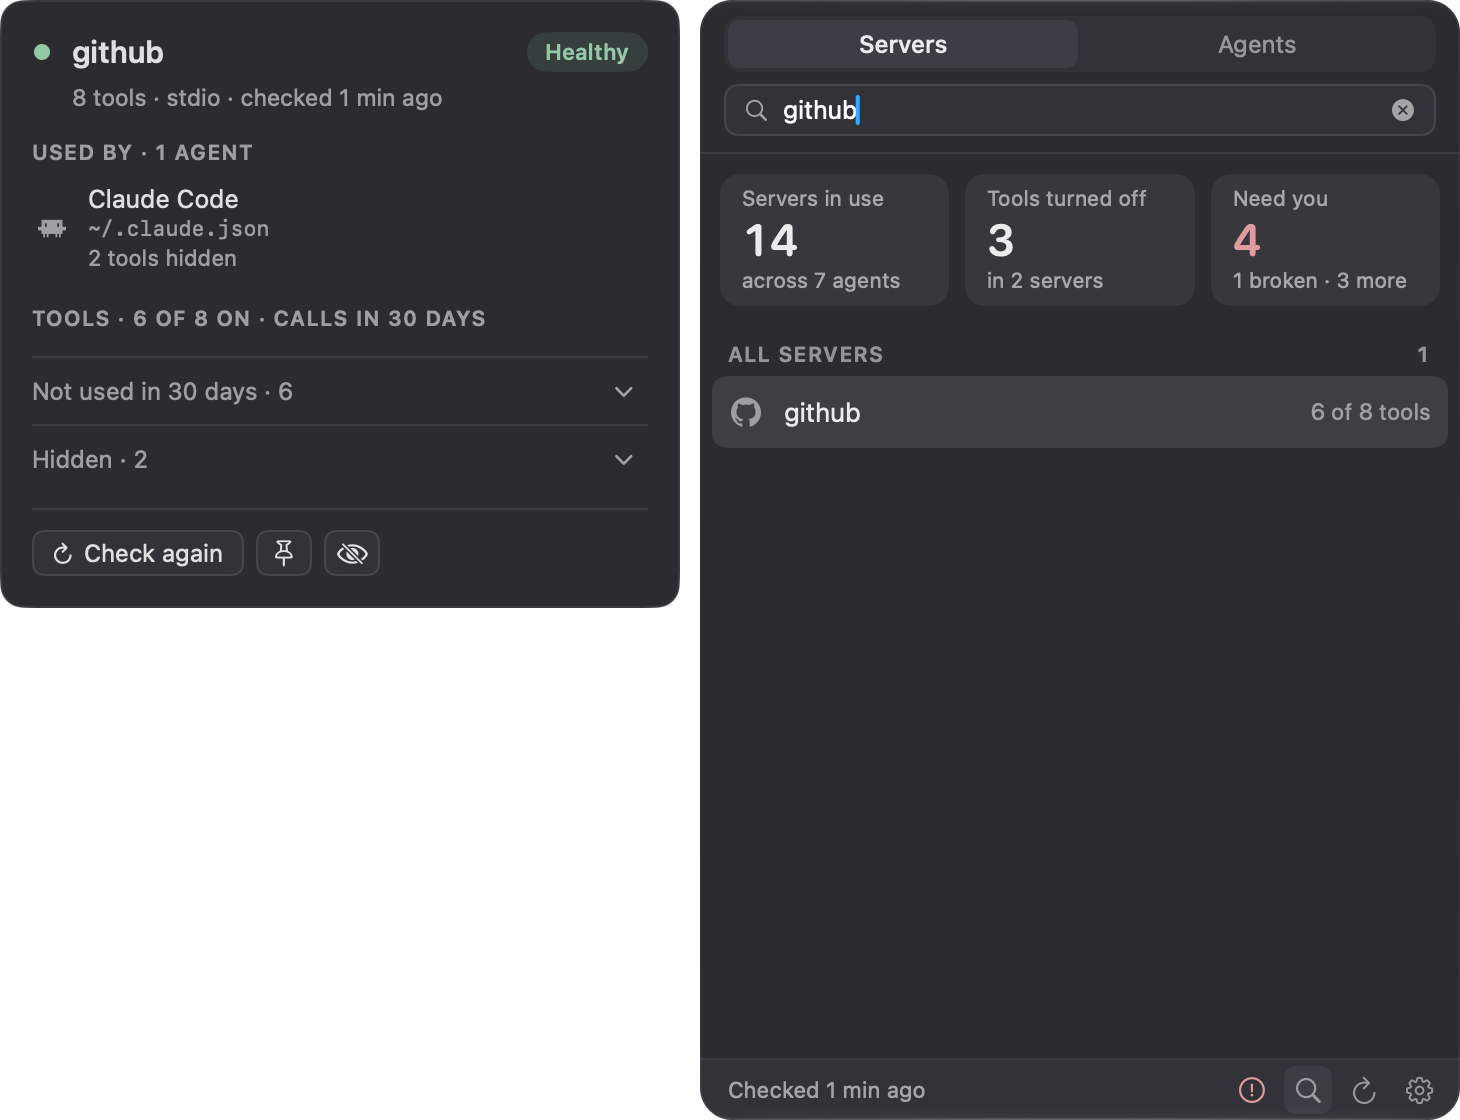 github
Healthy
8 tools · stdio · checked 1 min ago
USED BY · 1 AGENT
Claude Code
~/.claude.json
2 tools hidden
TOOLS · 6 OF 8 ON · CALLS IN 30 DAYS
Not used in 30 days · 6
Hidden · 2
Check again
Servers
Agents
github
Servers in use
14
across 7 agents
Tools turned off
3
in 2 servers
Need you
4
1 broken · 3 more
ALL SERVERS
1
github
6 of 8 tools
Checked 1 min ago